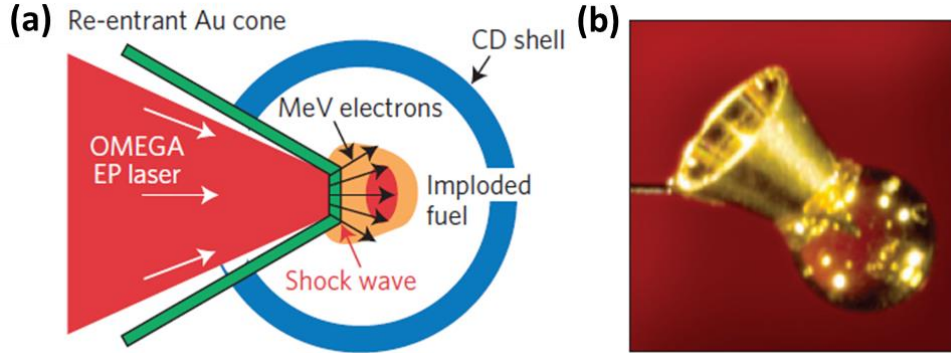 (a)
Re-entrant Au cone
CD shell
MeV electrons
OMEGA
EP laser
Imploded
fuel
Shock wave
(b)